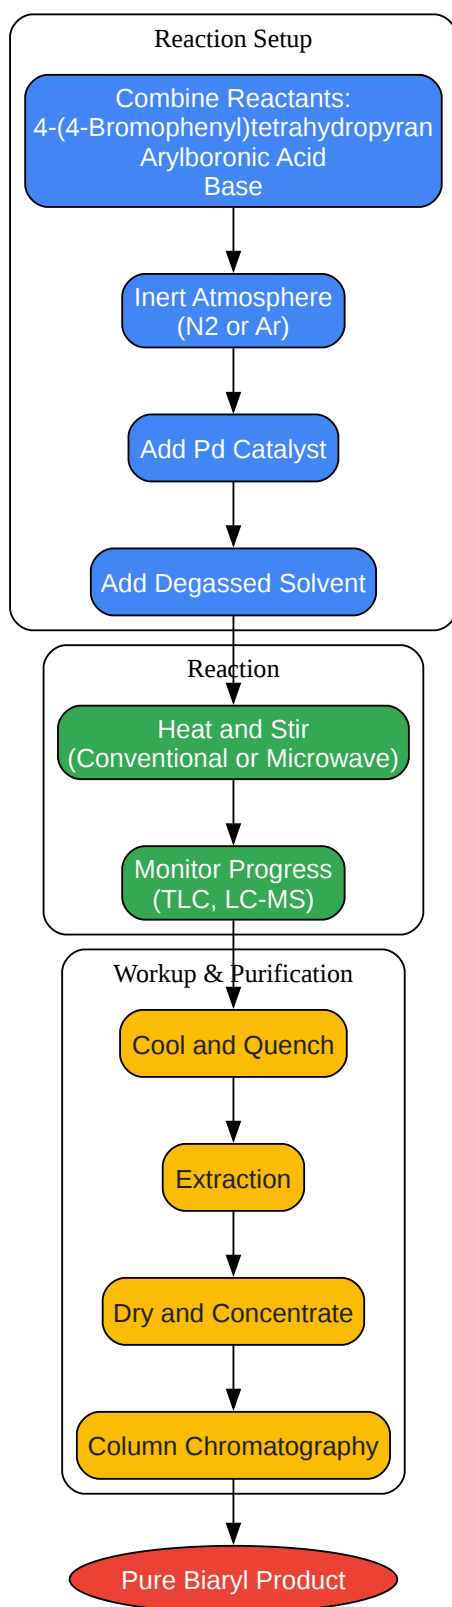 Reaction Setup
Combine Reactants:
4-(4-Bromophenyl)tetrahydropyran
Arylboronic Acid
Base
Inert Atmosphere
(N2 or Ar)
Add Pd Catalyst
Add Degassed Solvent
Reaction
Heat and Stir
(Conventional or Microwave)
Monitor Progress
(TLC, LC-MS)
Workup & Purification
Cool and Quench
Extraction
Dry and Concentrate
Column Chromatography
Pure Biaryl Product